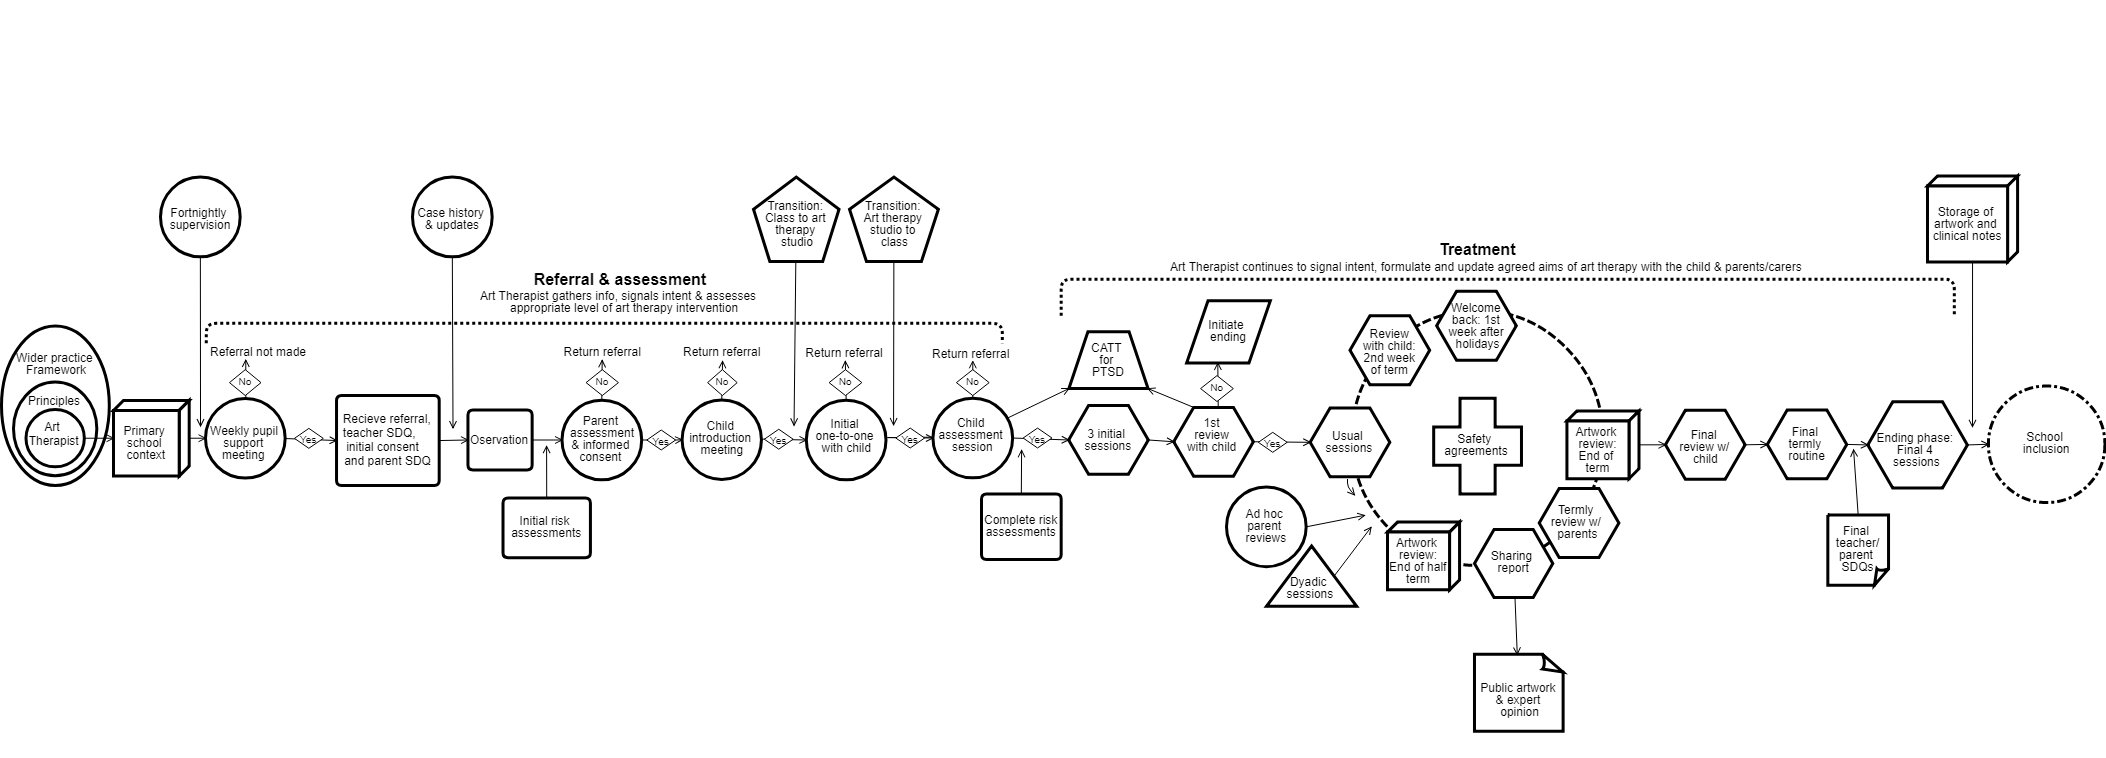 Fortnightly
supervision
Case history
& updates
Transition:
Class to art
therapy
studio
Transition:
Art therapy
studio to
class
Storage of
artwork and
clinical notes
Referral & assessment
Art Therapist gathers info, signals intent & assesses
appropriate level of art therapy intervention
Treatment
Art Therapist continues to signal intent, formulate and update agreed aims of art therapy with the child & parents/carers
Wider practice
Framework
Principles
Art
Therapist
Primary
school
context
Referral not made
No
Weekly pupil
support
meeting
Yes
Recieve referral,
teacher SDQ,
initial consent
and parent SDQ
Oservation
Initial risk
assessments
Return referral
No
Parent
assessment
& informed
consent
Yes
Return referral
No
Child
introduction
meeting
Yes
Return referral
No
Initial
one-to-one
with child
Yes
Return referral
No
Child
assessment
session
Yes
Complete risk
assessments
CATT
for
PTSD
3 initial
sessions
Initiate
ending
No
1st
review
with child
Yes
Usual
sessions
Review
with child:
2nd week
of term
Welcome
back: 1st
week after
holidays
Safety
agreements
Ad hoc
parent
reviews
Dyadic
sessions
Artwork
review:
End of half
term
Sharing
report
Termly
review w/
parents
Artwork
review:
End of
term
Public artwork
& expert
opinion
Final
review w/
child
Final
termly
routine
Final
teacher/
parent
SDQs
Ending phase:
Final 4
sessions
School
inclusion